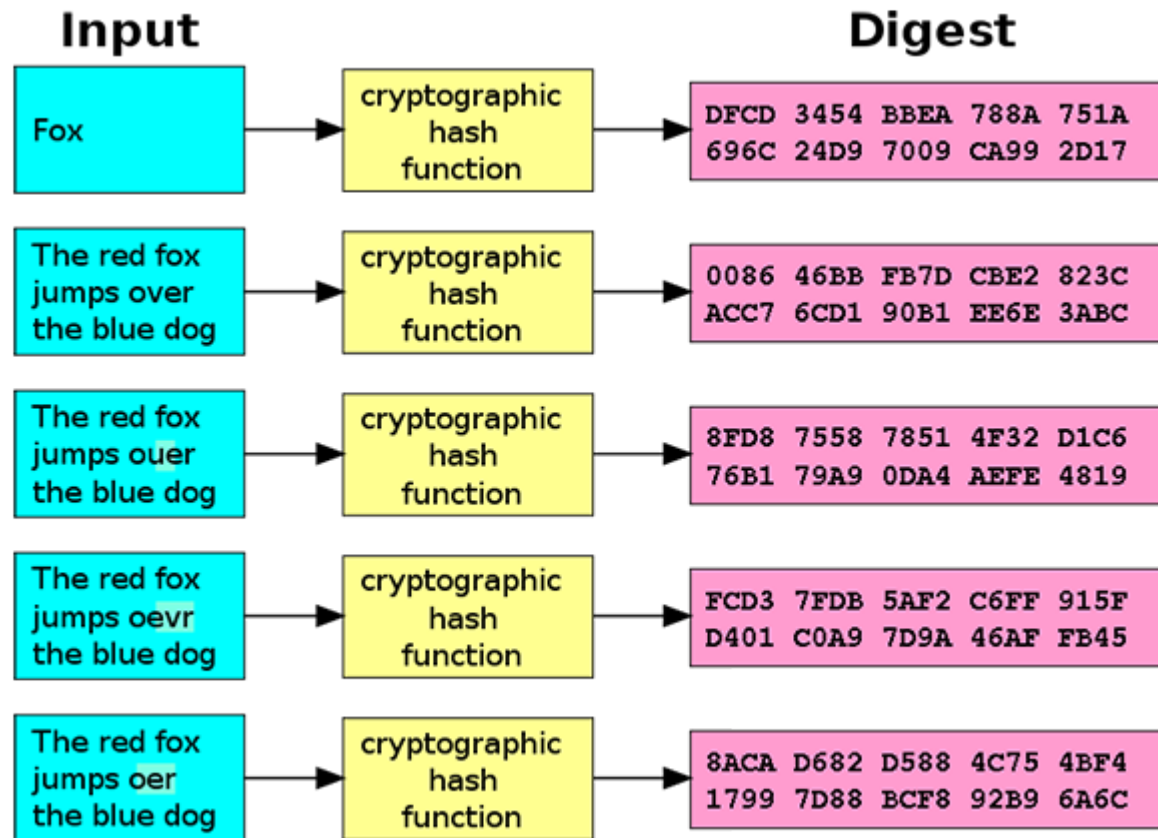 Input
Digest
Fox
cryptographic
hash
function
DFCD 3454 BBEA 788A 751A
696C 24D9 7009 CA99 2D17
The red fox
jumps over
the blue dog
cryptographic
hash
function
0086 46BB FB7D CBE2 823C
ACC7 6CD1 90B1 EE6E 3ABC
The red fox
jumps ouer
the blue dog
cryptographic
hash
function
8FD8 7558 7851 4F32 D1C6
76B1 79A9 0DA4 AEFE 4819
The red fox
jumps oevr
the blue dog
cryptographic
hash
function
FCD3 7FDB 5AF2 C6FF 915F
D401 C0A9 7D9A 46AF FB45
The red fox
jumps oer
the blue dog
cryptographic
hash
function
8ACA D682 D588 4C75 4BF4
1799 7D88 BCF8 92B9 6A6C